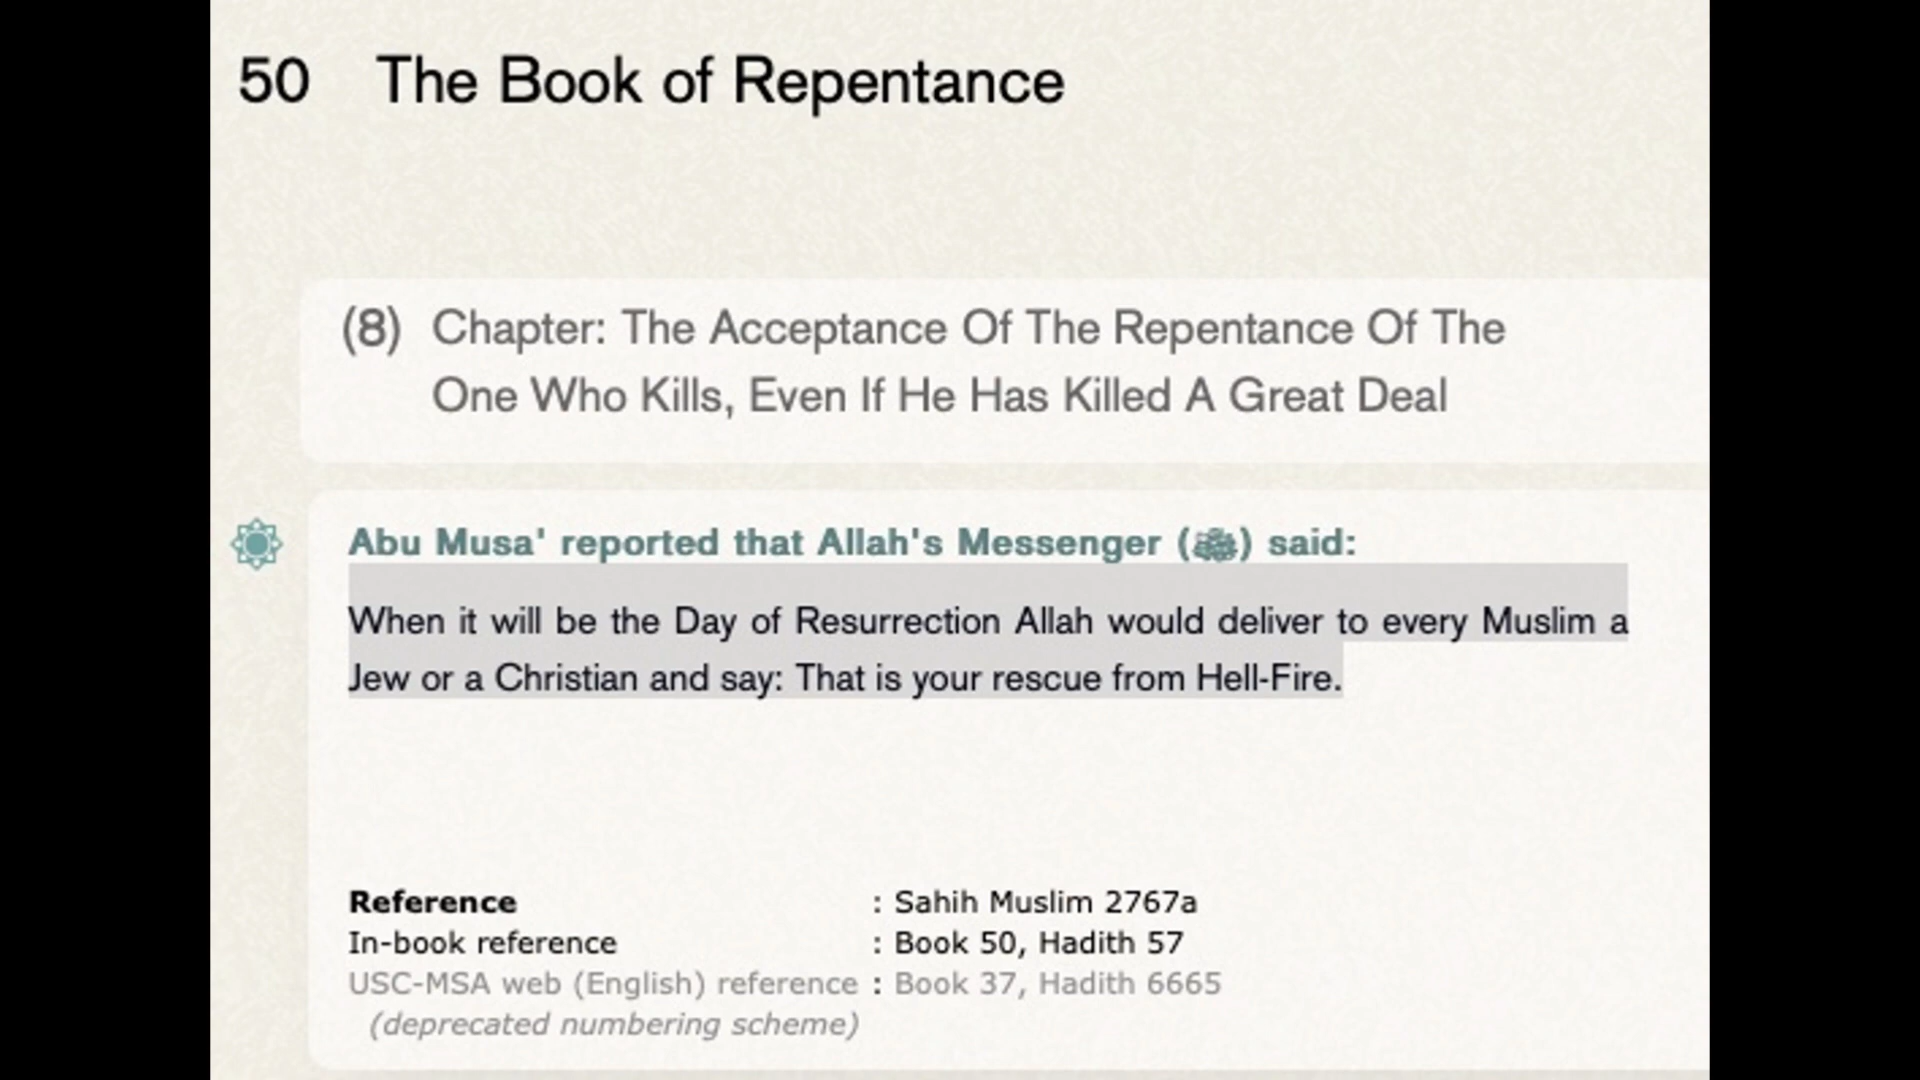 50 The Book of Repentance
(8) Chapter: The Acceptance Of The Repentance Of The
One Who Kills, Even If He Has Killed A Great Deal
Abu Musa' reported that Allah's Messenger (ﷺ) said:
When it will be the Day of Resurrection Allah would deliver to every Muslim a
Jew or a Christian and say: That is your rescue from Hell-Fire.
Reference : Sahih Muslim 2767a
In-book reference : Book 50, Hadith 57
USC-MSA web (English) reference : Book 37, Hadith 6665
(deprecated numbering scheme)